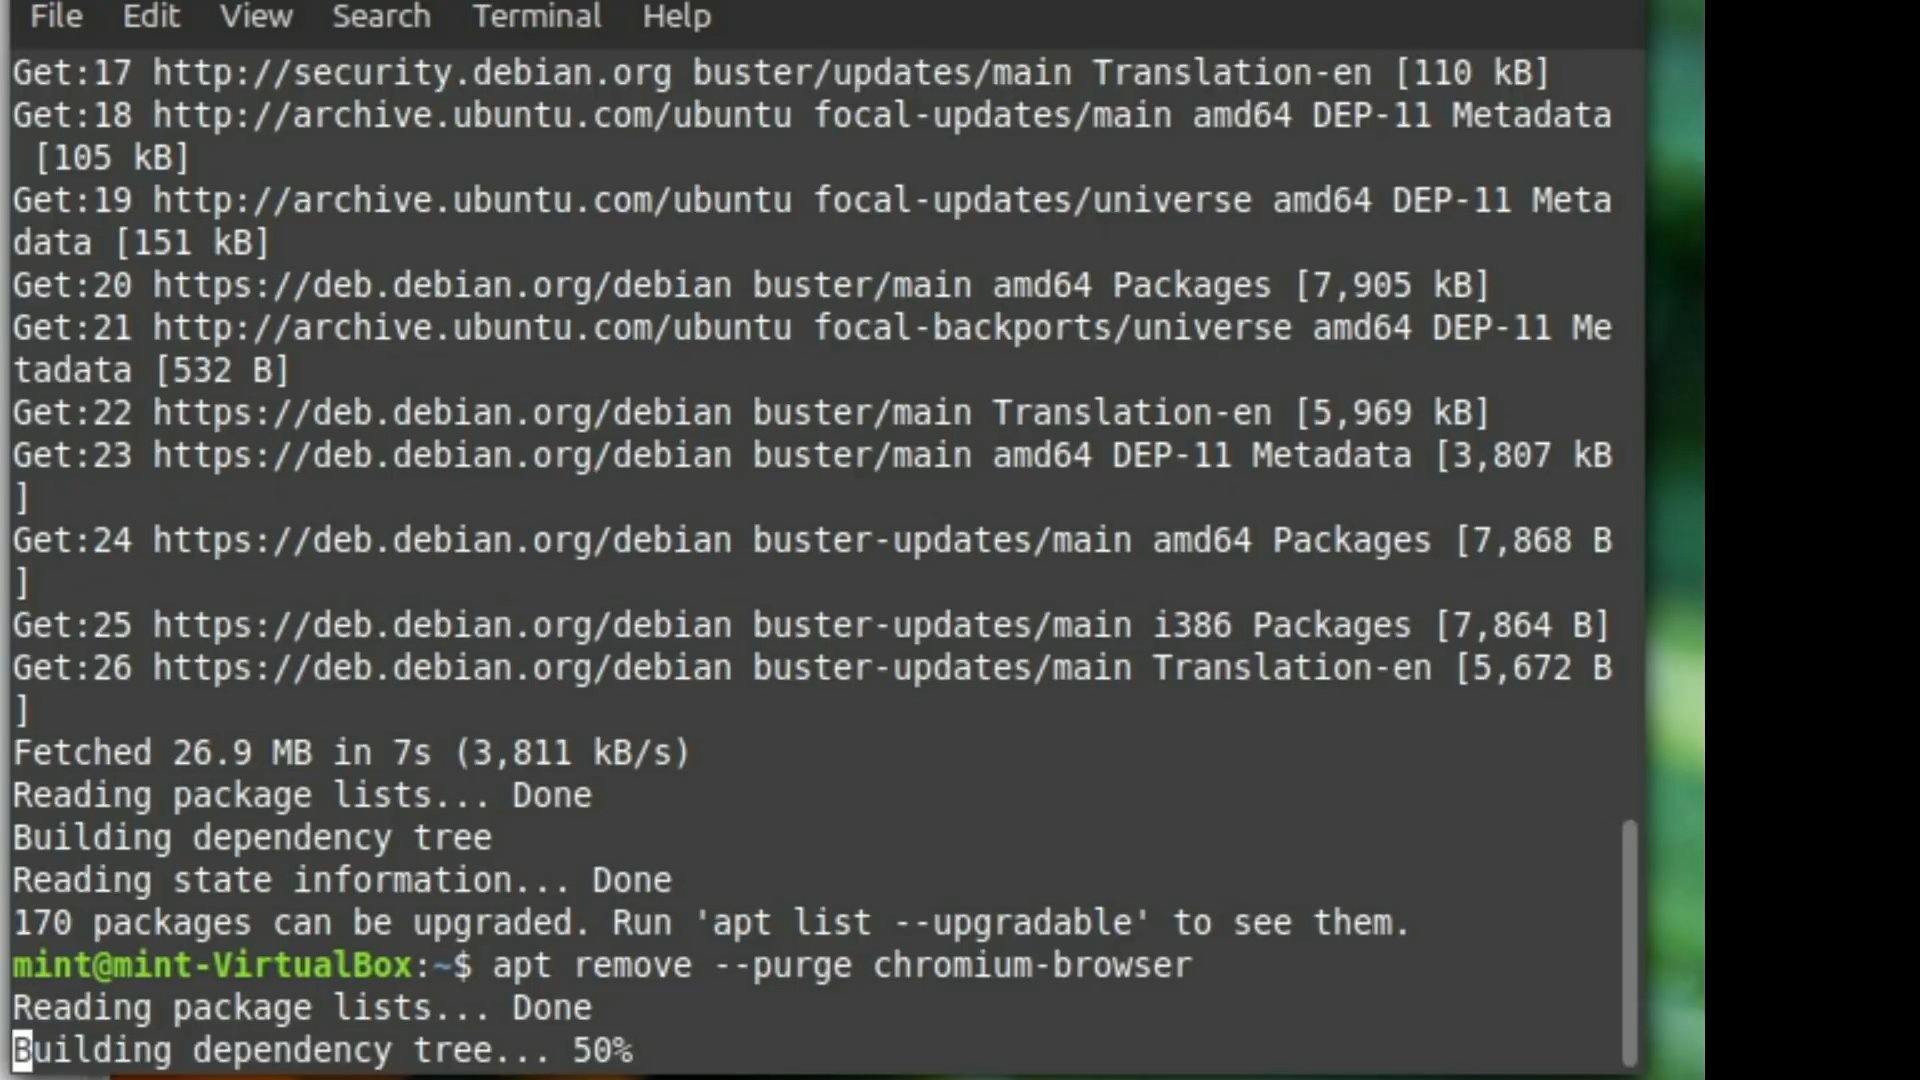 File Edit View Search Terminal Help
Get:17 http://security.debian.org buster/updates/main Translation-en [110 kB]
Get:18 http://archive.ubuntu.com/ubuntu focal-updates/main amd64 DEP-11 Metadata
 [105 kB]
Get:19 http://archive.ubuntu.com/ubuntu focal-updates/universe amd64 DEP-11 Meta
data [151 kB]
Get:20 https://deb.debian.org/debian buster/main amd64 Packages [7,905 kB]
Get:21 http://archive.ubuntu.com/ubuntu focal-backports/universe amd64 DEP-11 Me
tadata [532 B]
Get:22 https://deb.debian.org/debian buster/main Translation-en [5,969 kB]
Get:23 https://deb.debian.org/debian buster/main amd64 DEP-11 Metadata [3,807 kB
]
Get:24 https://deb.debian.org/debian buster-updates/main amd64 Packages [7,868 B
]
Get:25 https://deb.debian.org/debian buster-updates/main i386 Packages [7,864 B]
Get:26 https://deb.debian.org/debian buster-updates/main Translation-en [5,672 B
]
Fetched 26.9 MB in 7s (3,811 kB/s)
Reading package lists... Done
Building dependency tree
Reading state information... Done
170 packages can be upgraded. Run 'apt list --upgradable' to see them.
mint@mint-VirtualBox:~$ apt remove --purge chromium-browser
Reading package lists... Done
Building dependency tree... 50%